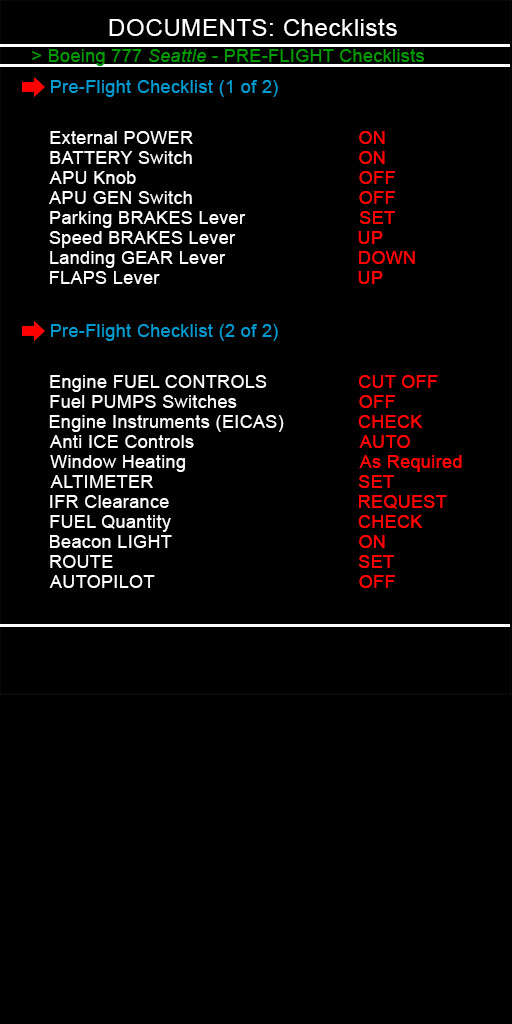 DOCUMENTS: Checklists
> Boeing 777 Seattle - PRE-FLIGHT Checklists
Pre-Flight Checklist (1 of 2)
External POWER ON
BATTERY Switch ON
APU Knob OFF
APU GEN Switch OFF
Parking BRAKES Lever SET
Speed BRAKES Lever UP
Landing GEAR Lever DOWN
FLAPS Lever UP
Pre-Flight Checklist (2 of 2)
Engine FUEL CONTROLS CUT OFF
Fuel PUMPS Switches OFF
Engine Instruments (EICAS) CHECK
Anti ICE Controls AUTO
Window Heating As Required
ALTIMETER SET
IFR Clearance REQUEST
FUEL Quantity CHECK
Beacon LIGHT ON
ROUTE SET
AUTOPILOT OFF